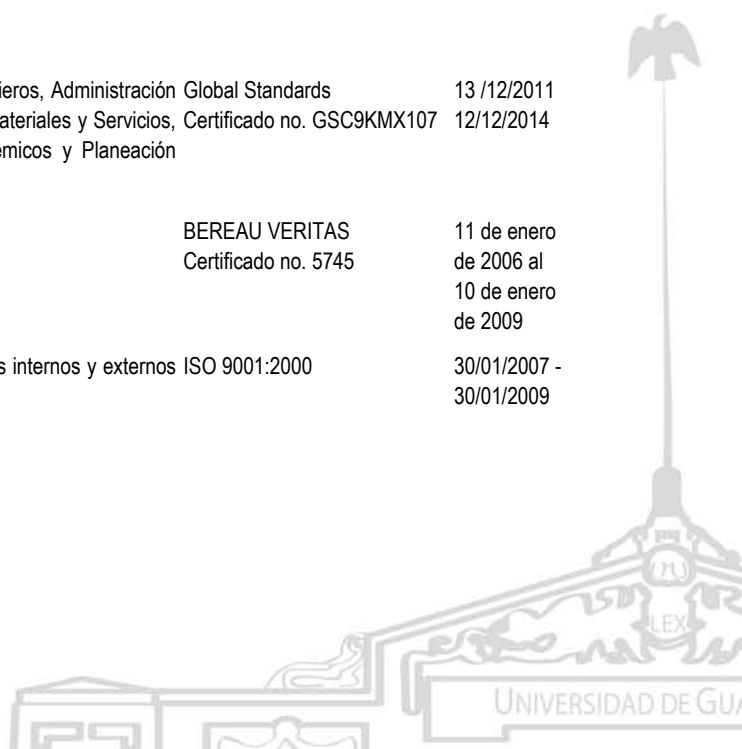 ieros, Administración Global Standards 13 /12/2011
ateriales y Servicios, Certificado no. GSC9KMX107 12/12/2014
émicos y Planeación
BEREAU VERITAS 11 de enero
Certificado no. 5745 de 2006 al
10 de enero
de 2009
s internos y externos ISO 9001:2000 30/01/2007 -
30/01/2009
LEX
UNIVERSIDAD DE GUA